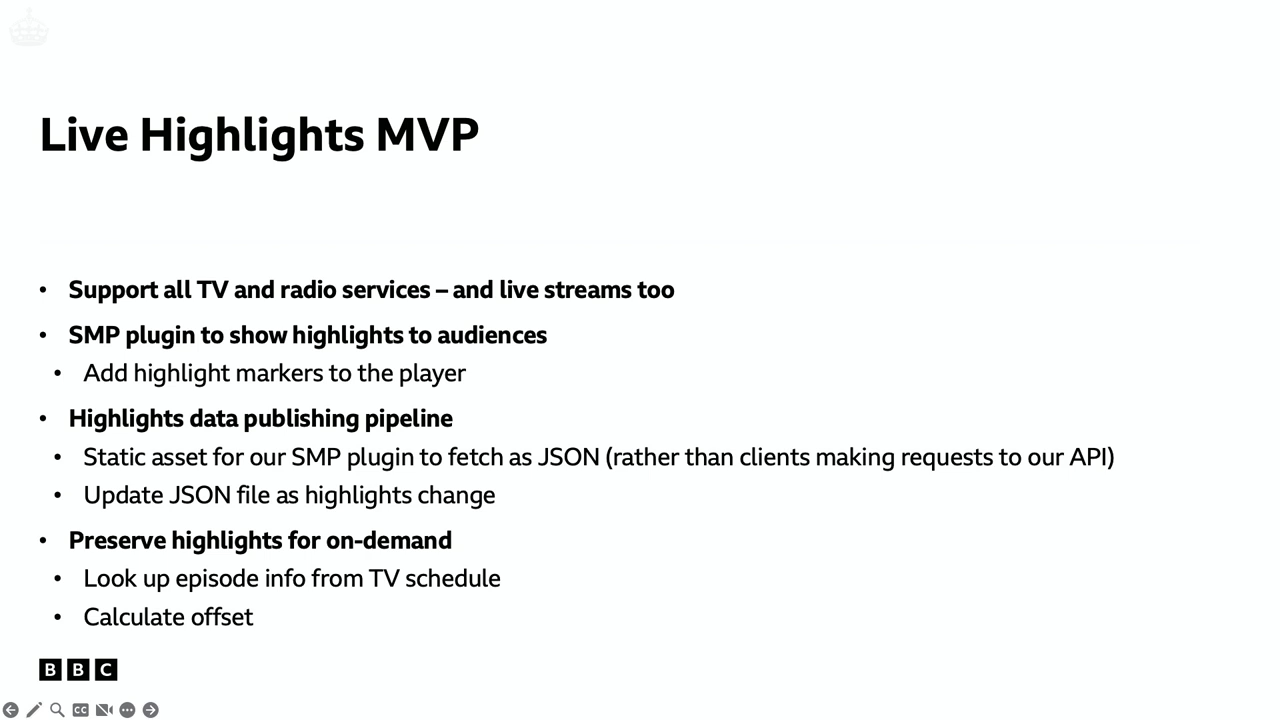 Live Highlights MVP
• Support all TV and radio services – and live streams too
• SMP plugin to show highlights to audiences
• Add highlight markers to the player
• Highlights data publishing pipeline
• Static asset for our SMP plugin to fetch as JSON (rather than clients making requests to our API)
• Update JSON file as highlights change
• Preserve highlights for on-demand
• Look up episode info from TV schedule
• Calculate offset
BBC
CC